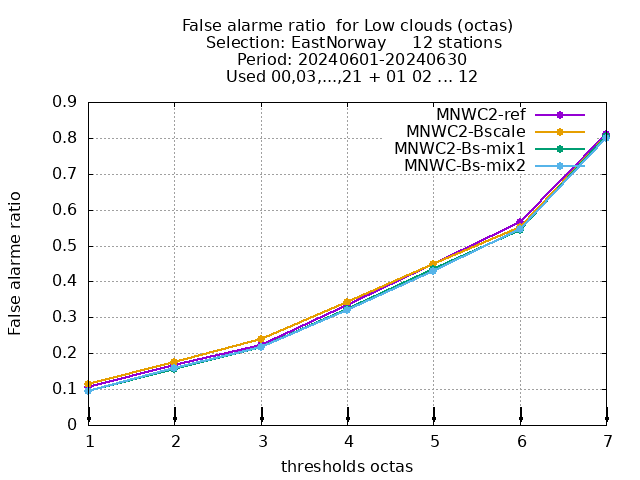 False alarme ratio  for Low clouds (octas)
Selection: EastNorway     12 stations
Period: 20240601-20240630
Used 00,03,...,21 + 01 02 ... 12
MNWC2-ref
MNWC2-Bscale
MNWC2-Bs-mix1
MNWC-Bs-mix2
False alarme ratio
0.9
0.8
0.7
0.6
0.5
0.4
0.3
0.2
0.1
0
1 2 3 4 5 6 7
thresholds octas